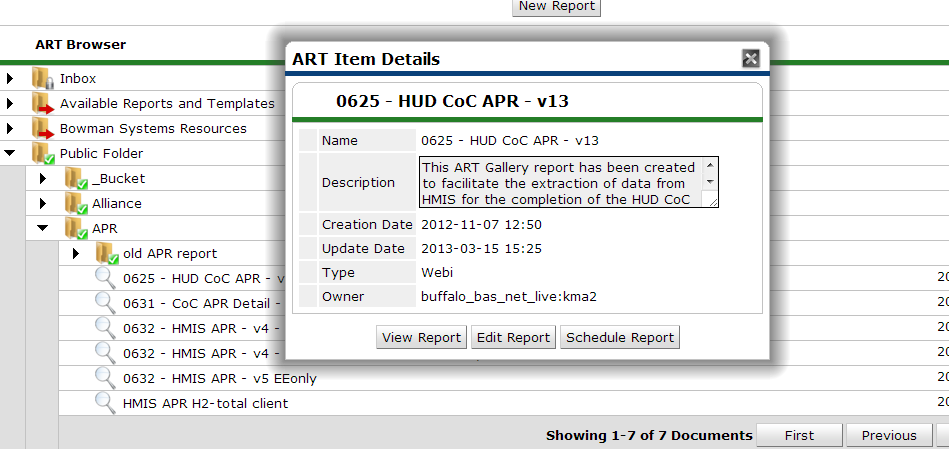 New Report
ART Browser
Inbox
Available Reports and Templates
Bowman Systems Resources
Public Folder
_Bucket
Alliance
APR
old APR report
0625 - HUD CoC APR - v
0631 - CoC APR Detail -
0632 - HMIS APR - v4 -
0632 - HMIS APR - v4 -
0632 - HMIS APR - v5 EEonly
HMIS APR H2-total client
ART Item Details
0625 - HUD CoC APR - v13
Name 0625 - HUD CoC APR - v13
Description This ART Gallery report has been created
to facilitate the extraction of data from
HMIS for the completion of the HUD CoC
Creation Date 2012-11-07 12:50
Update Date 2013-03-15 15:25
Type Webi
Owner buffalo_bas_net_live:kma2
View Report Edit Report Schedule Report
20
20
20
20
20
20
Showing 1-7 of 7 Documents First Previous